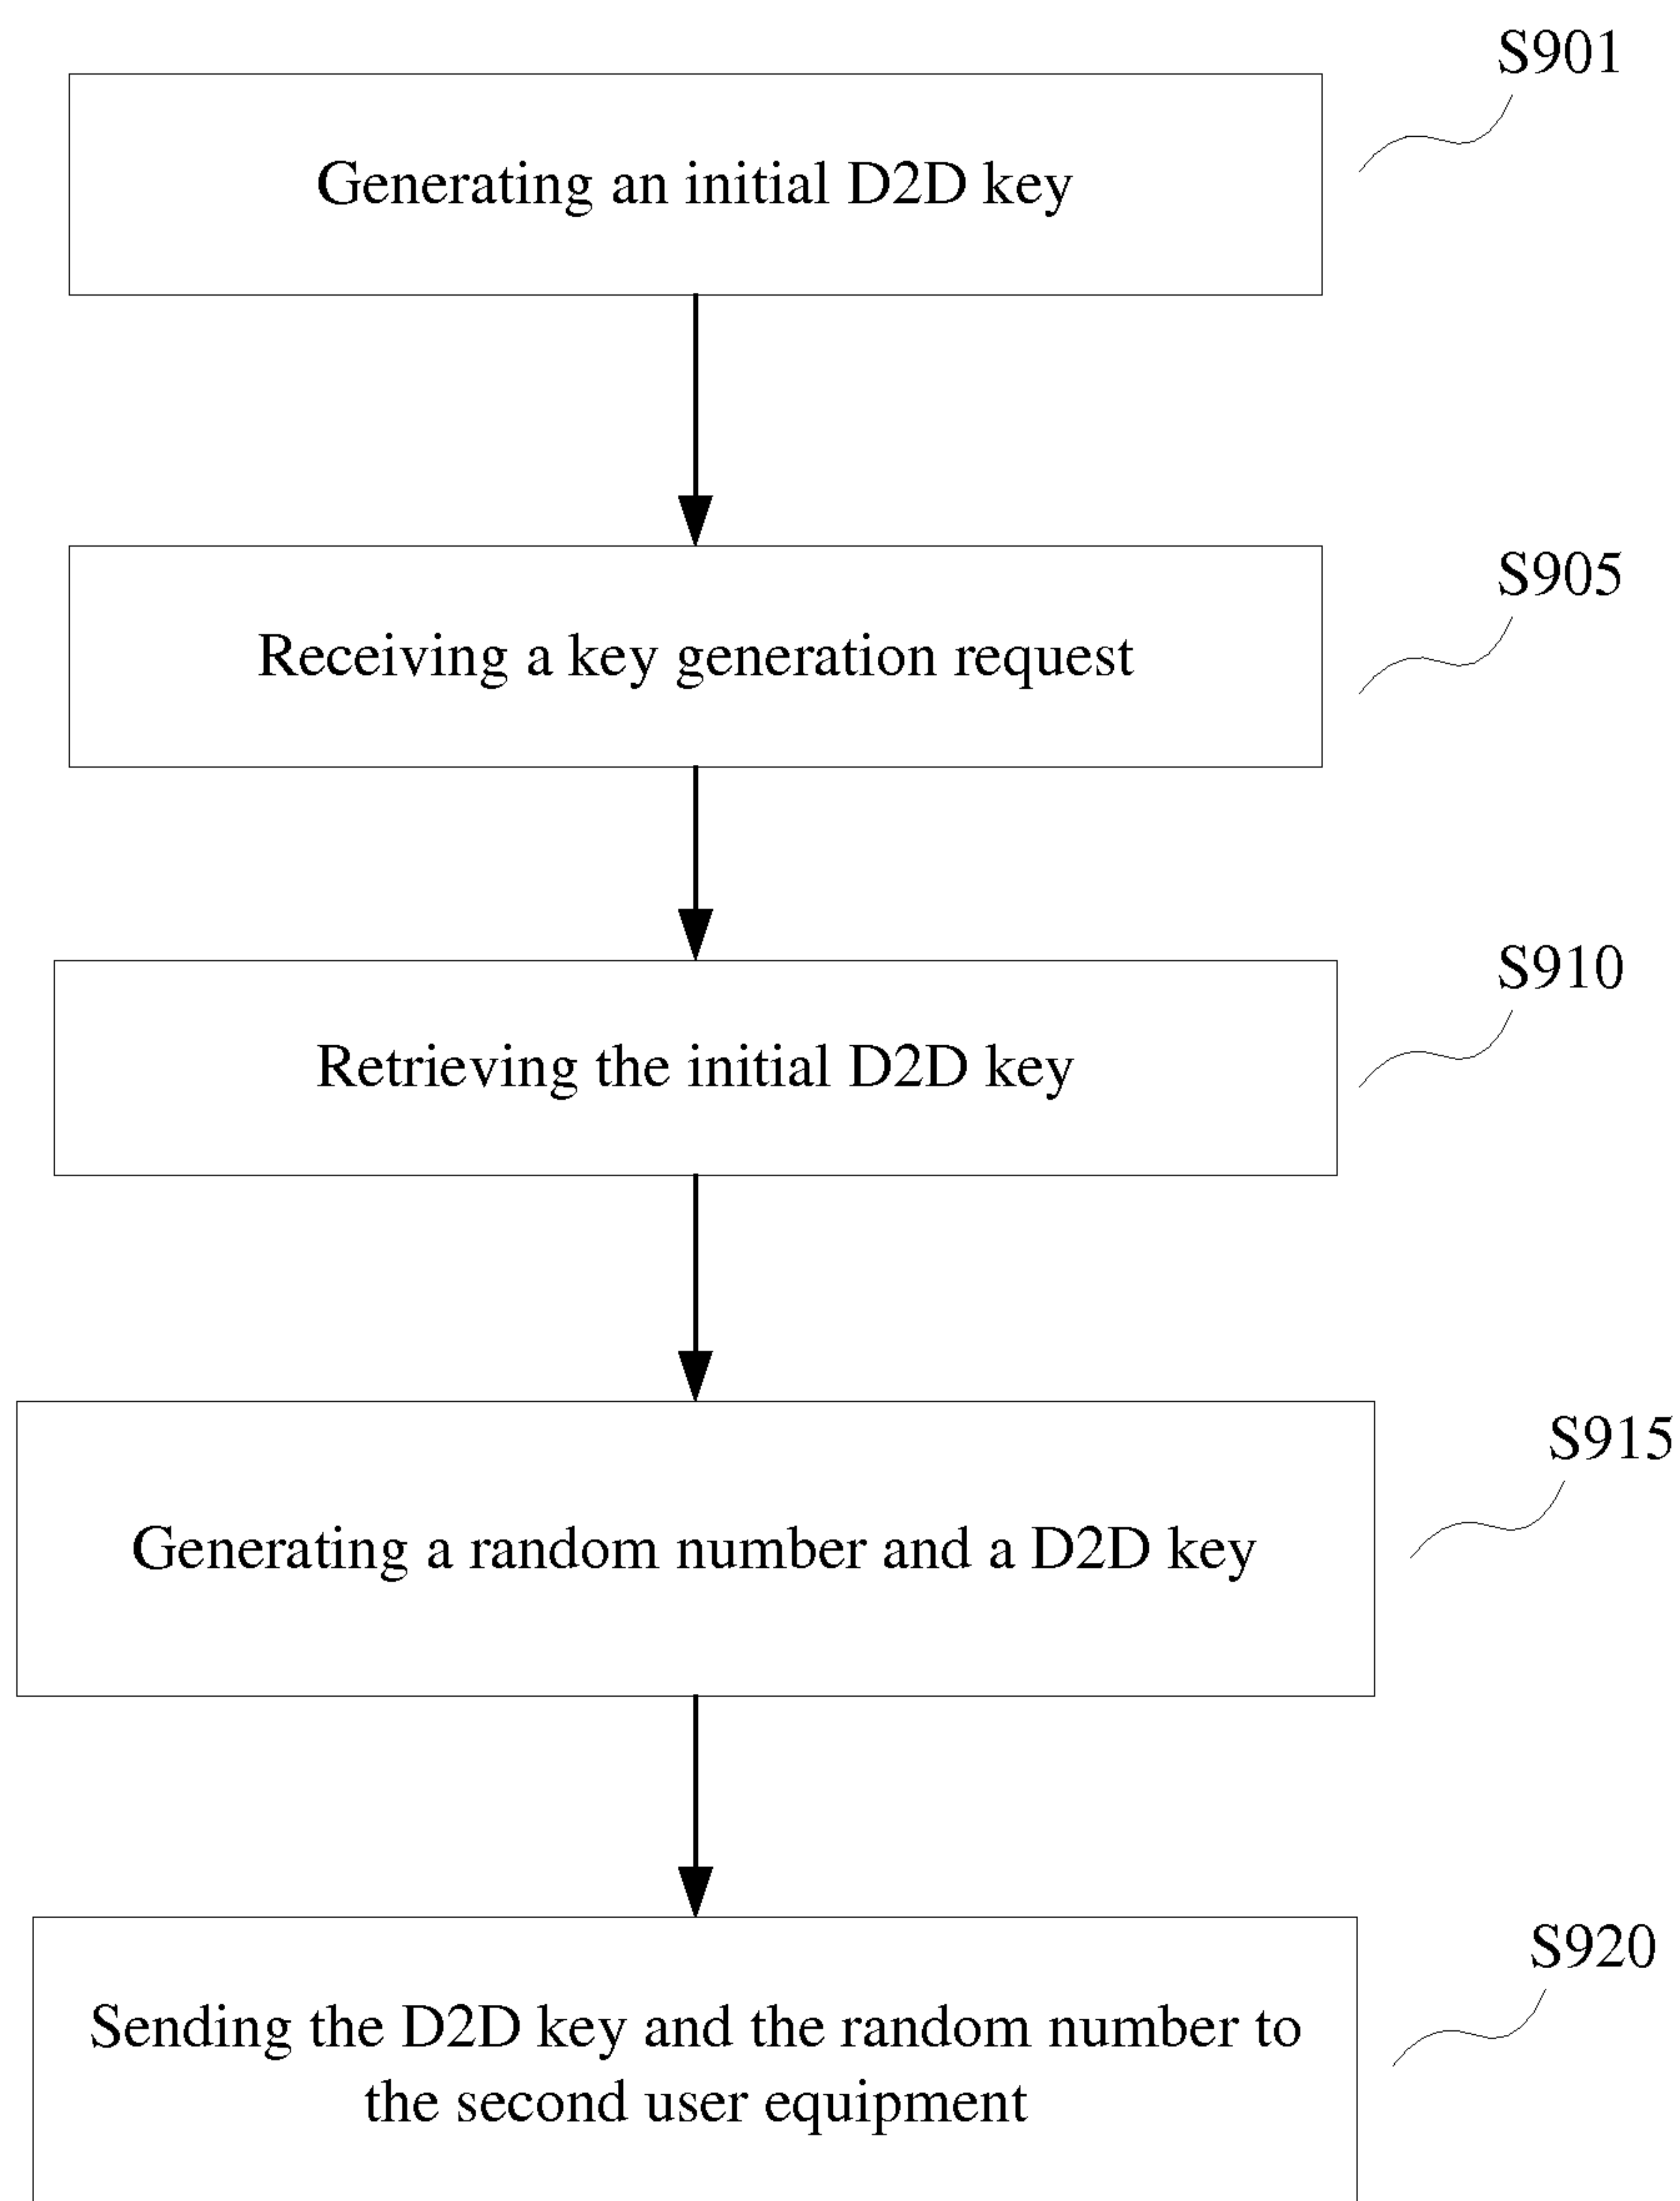 S901
Generating an initial D2D key
S905
Receiving a key generation request
S910
Retrieving the initial D2D key
S915
Generating a random number and a D2D key
S920
Sending the D2D key and the random number to
the second user equipment